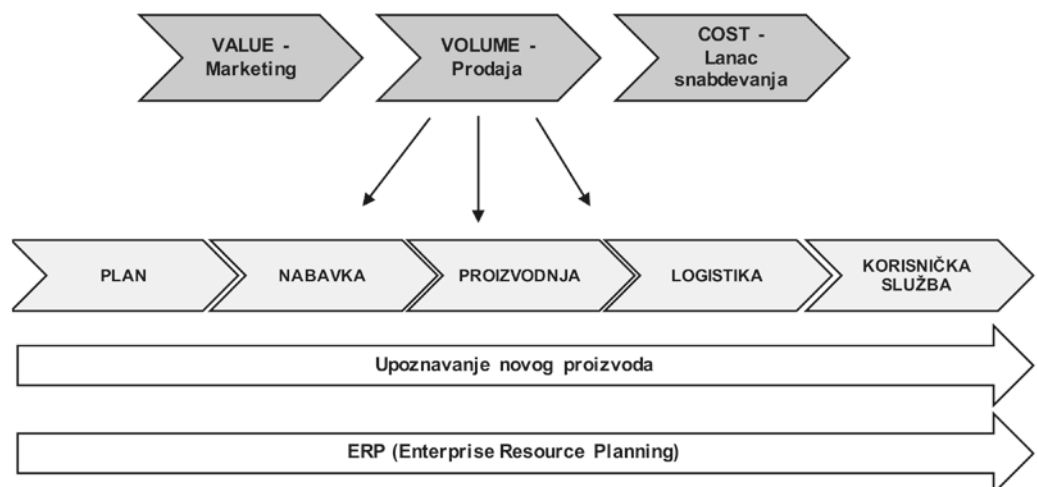 VALUE -
Marketing
VOLUME -
Prodaja
COST -
Lanac
snabdevanja
PLAN
NABAVKA
PROIZVODNJA
LOGISTIKA
KORISNIČKA
SLUŽBA
Upoznavanje novog proizvoda
ERP (Enterprise Resource Planning)